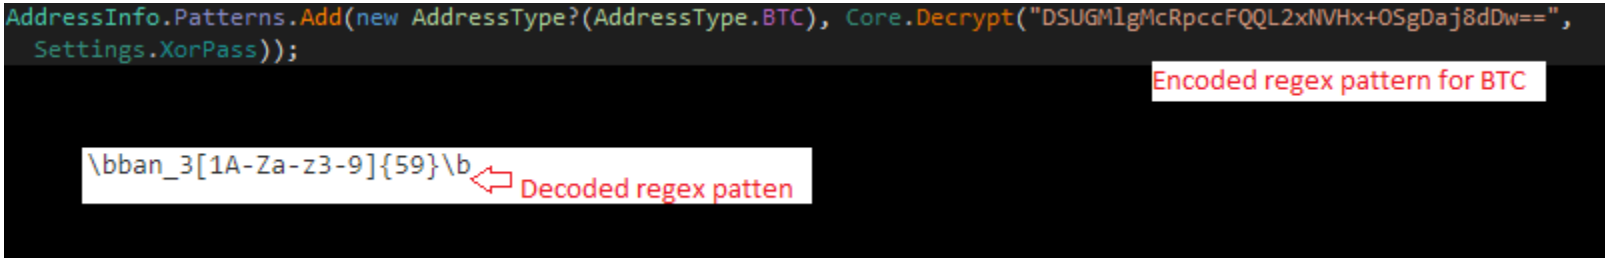 AddressInfo.Patterns.Add(new AddressType?(AddressType.BTC), Core.Decrypt("DSUGMlgMcRpccFQQL2xNVHx+OSgDaj8dDw==",
Settings.XorPass));
Encoded regex pattern for BTC
\bban_3[1A-Za-z3-9]{59}\b
Decoded regex patten